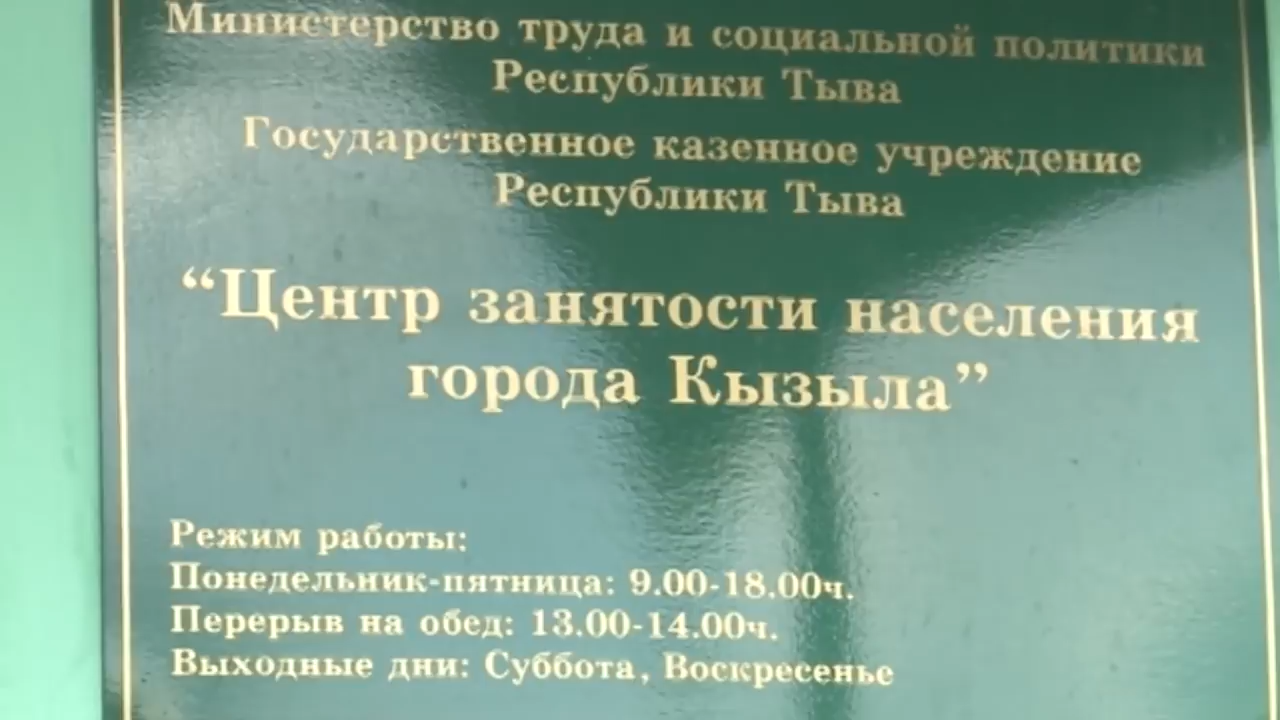 Министерство труда и социальной политики
Республики Тыва
Государственное казенное учреждение
Республики Тыва
“Центр занятости населения
города Кызыла”
Режим работы:
Понедельник-пятница: 9.00-18.00ч.
Перерыв на обед: 13.00-14.00ч.
Выходные дни: Суббота, Воскресенье